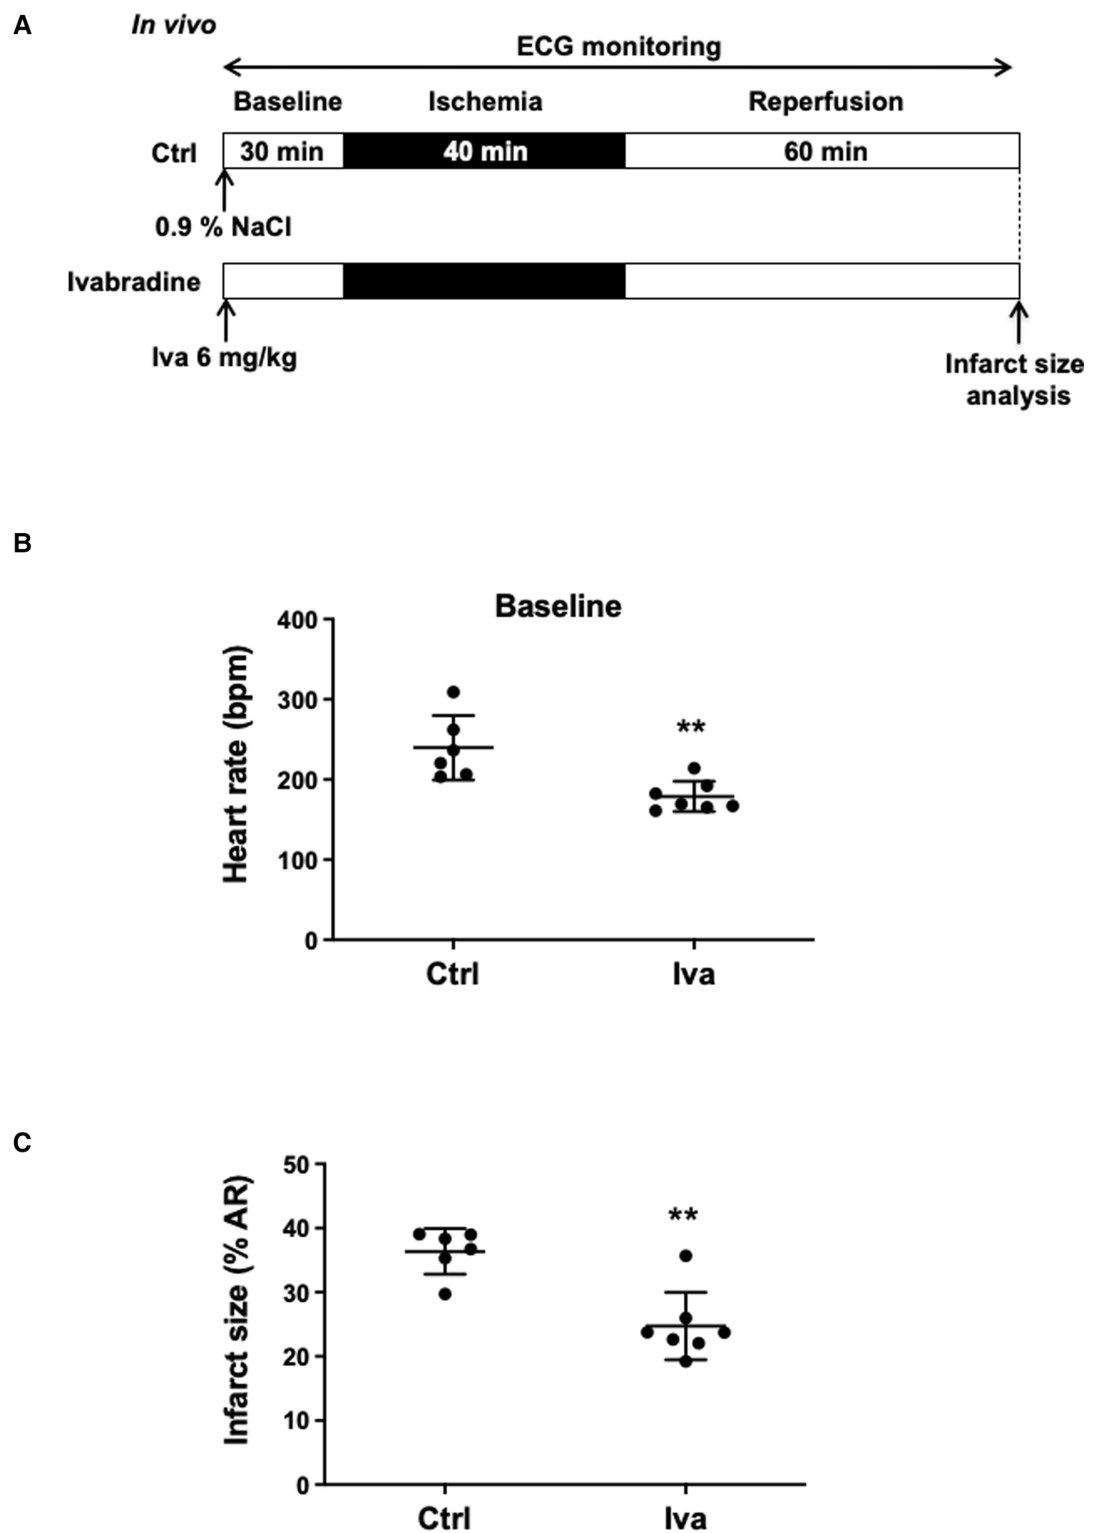 A
In vivo
ECG monitoring
Baseline
Ischemia
Reperfusion
Ctrl
30 min
40 min
60 min
0.9 % NaCl
Ivabradine
Iva 6 mg/kg
Infarct size
analysis
B
Baseline
Heart rate (bpm)
400
300
200
100
0
**
Ctrl
Iva
C
Infarct size (% AR)
50
40
30
20
10
0
**
Ctrl
Iva